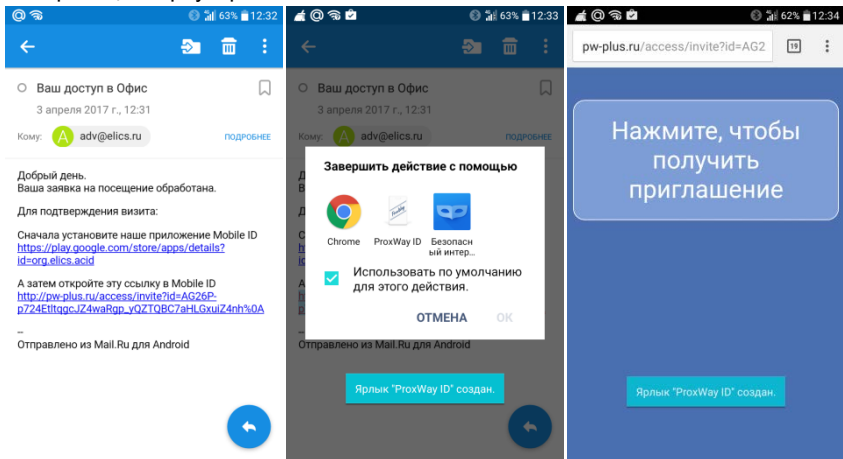 63% 12:32
Ваш доступ в Офис
3 апреля 2017 г., 12:31
Кому: A adv@elics.ru ПОДРОБНЕЕ
Добрый день.
Ваша заявка на посещение обработана.
Для подтверждения визита:
Сначала установите наше приложение Mobile ID
https://play.google.com/store/apps/details?
id=org.elics.acid
А затем откройте эту ссылку в Mobile ID
http://pw-plus.ru/access/invite?id=AG26P-
p724EtltqgcJZ4waRgp_yQZTQBC7aHLGxuiZ4nh%0A
--
Отправлено из Mail.Ru для Android
63% 12:33
Ваш доступ в Офис
3 апреля 2017 г., 12:31
Кому: A adv@elics.ru ПОДРОБНЕЕ
Завершить действие с помощью
Chrome ProxWay ID Безопасн
ый интер...
Использовать по умолчанию
для этого действия.
ОТМЕНА ОК
Отправлено из Mail.Ru для Android
Ярлык "ProxWay ID" создан.
62% 12:34
pw-plus.ru/access/invite?id=AG2 19
Нажмите, чтобы
получить
приглашение
Ярлык "ProxWay ID" создан.